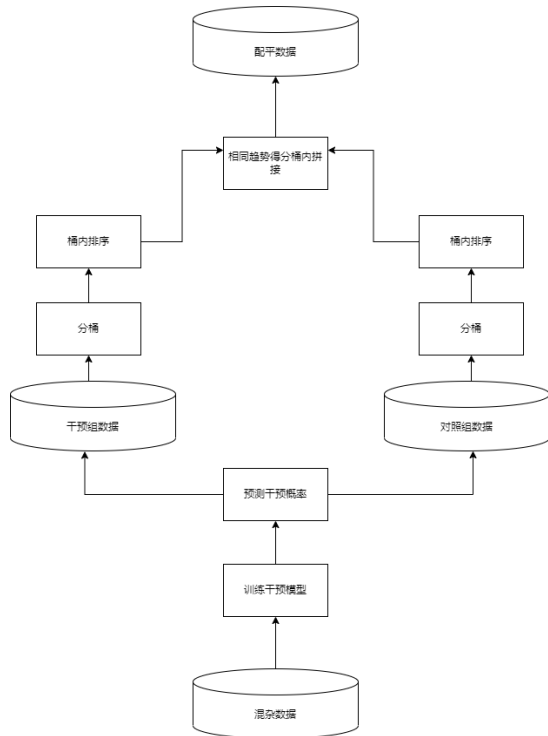 配平数据
相同趋势得分桶内拼
接
桶内排序
桶内排序
分桶
分桶
干预组数据
对照组数据
预测干预概率
训练干预模型
混杂数据